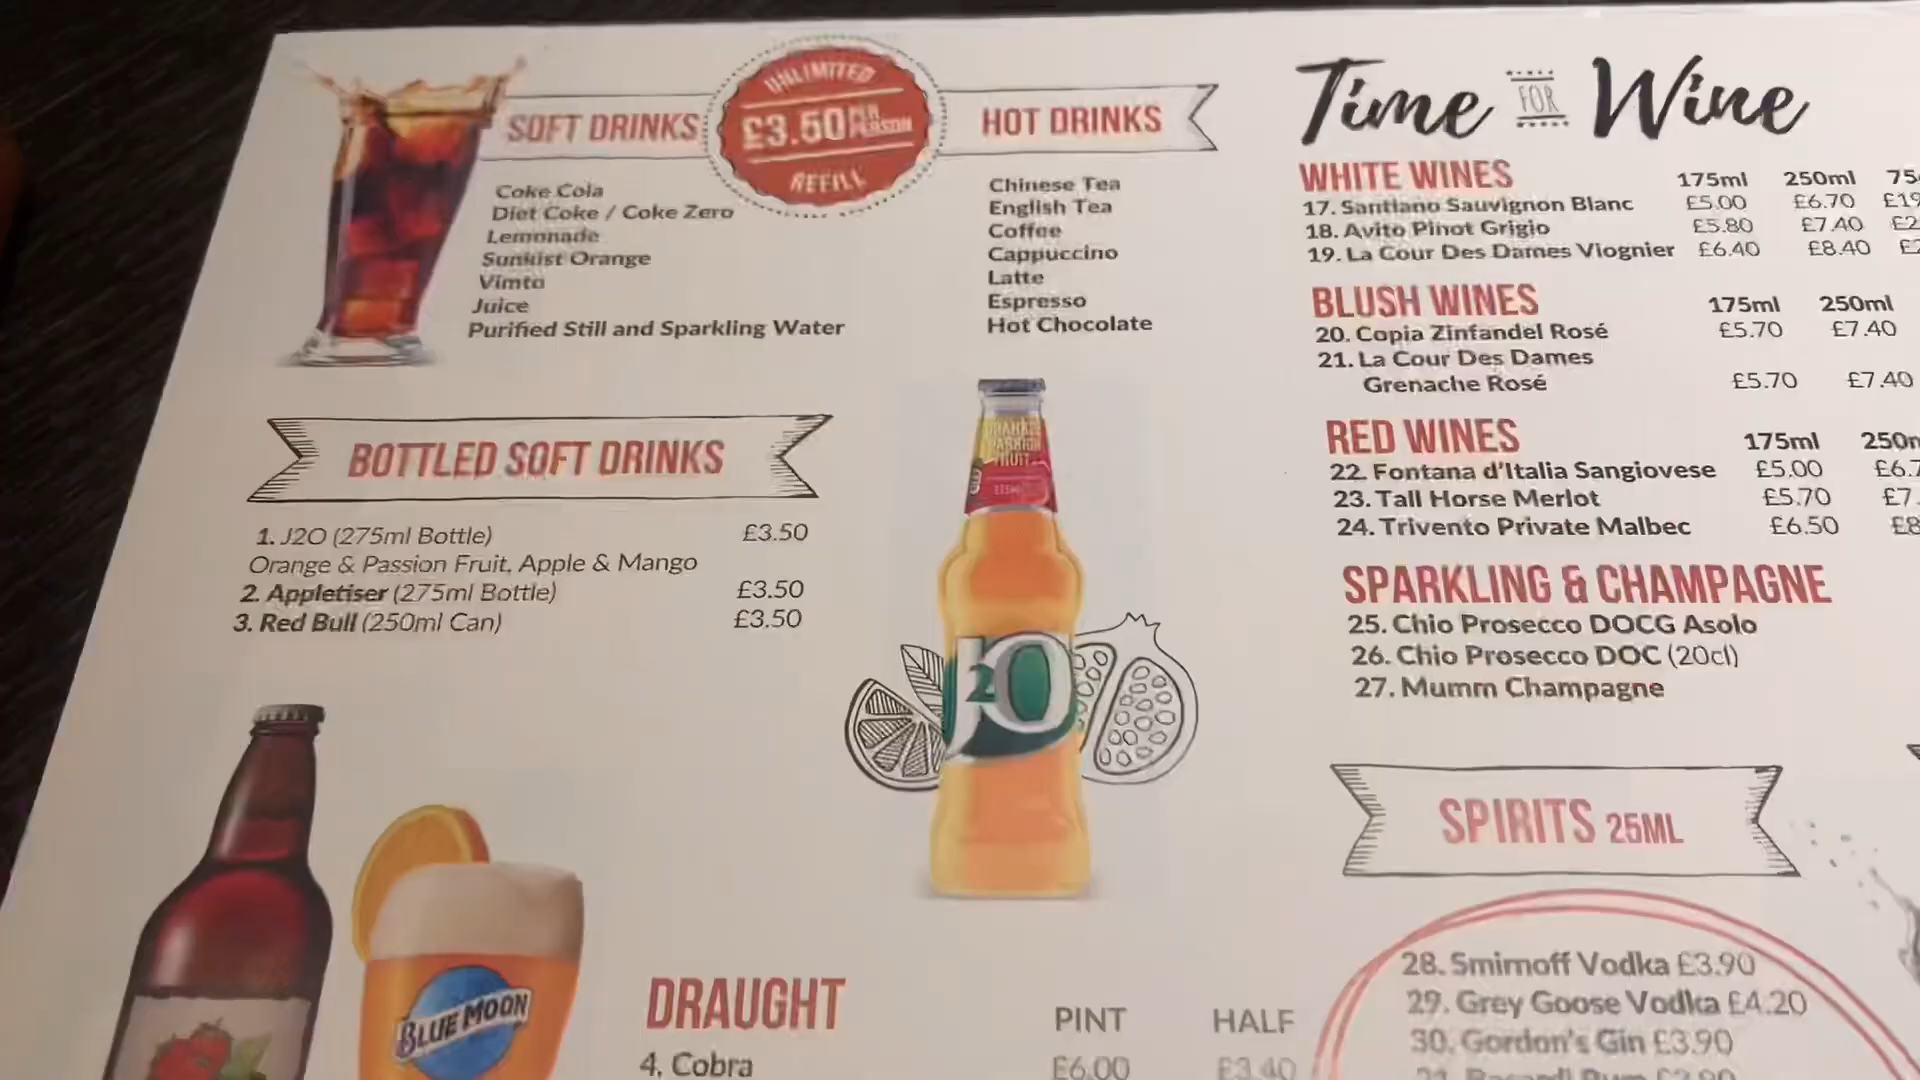 SOFT DRINKS
UNLIMITED
£3.50 PER PERSON
REFILL
HOT DRINKS
Coke Cola
Diet Coke / Coke Zero
Lemonade
Sunkist Orange
Vimto
Juice
Purified Still and Sparkling Water
Chinese Tea
English Tea
Coffee
Cappuccino
Latte
Espresso
Hot Chocolate
BOTTLED SOFT DRINKS
1. J2O (275ml Bottle) £3.50
Orange & Passion Fruit, Apple & Mango
2. Appletiser (275ml Bottle) £3.50
3. Red Bull (250ml Can) £3.50
ORANGE
PASSION
FRUIT
J2O
BLUE MOON
DRAUGHT PINT HALF
4. Cobra £6.00 £3.40
Time FOR Wine
WHITE WINES 175ml 250ml
17. Santiano Sauvignon Blanc £5.00 £6.70
18. Avito Pinot Grigio £5.80 £7.40
19. La Cour Des Dames Viognier £6.40 £8.40
BLUSH WINES 175ml 250ml
20. Copia Zinfandel Rosé £5.70 £7.40
21. La Cour Des Dames
Grenache Rosé £5.70 £7.40
RED WINES 175ml
22. Fontana d'Italia Sangiovese £5.00
23. Tall Horse Merlot £5.70
24. Trivento Private Malbec £6.50
SPARKLING & CHAMPAGNE
25. Chio Prosecco DOCG Asolo
26. Chio Prosecco DOC (20cl)
27. Mumm Champagne
SPIRITS 25ML
28. Smirnoff Vodka £3.90
29. Grey Goose Vodka £4.20
30. Gordon's Gin £3.90